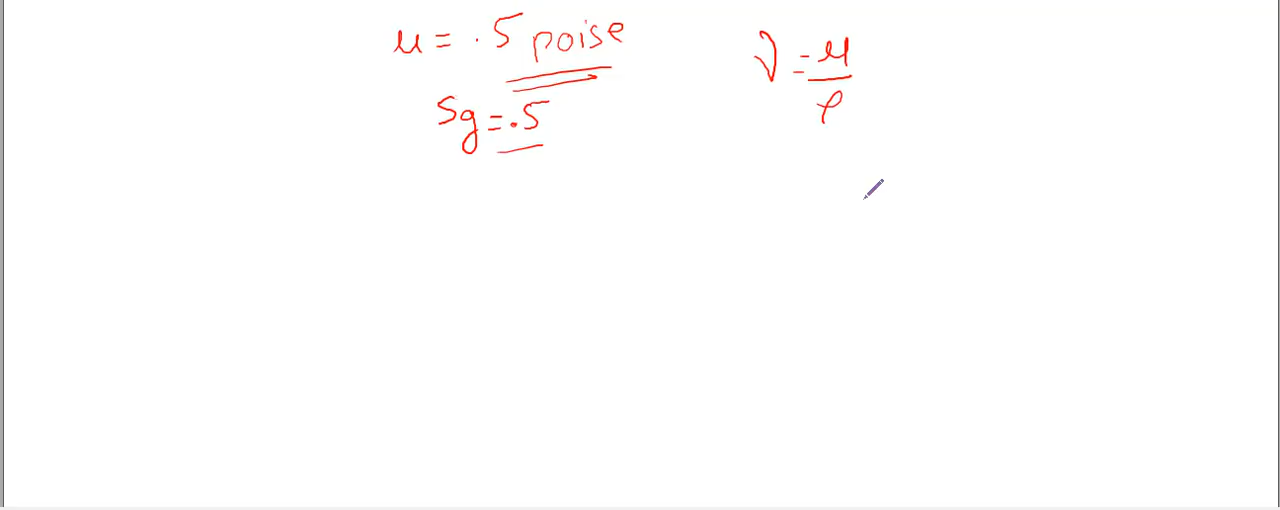 μ = .5 poise
Sg = .5
ν = μ / ρ